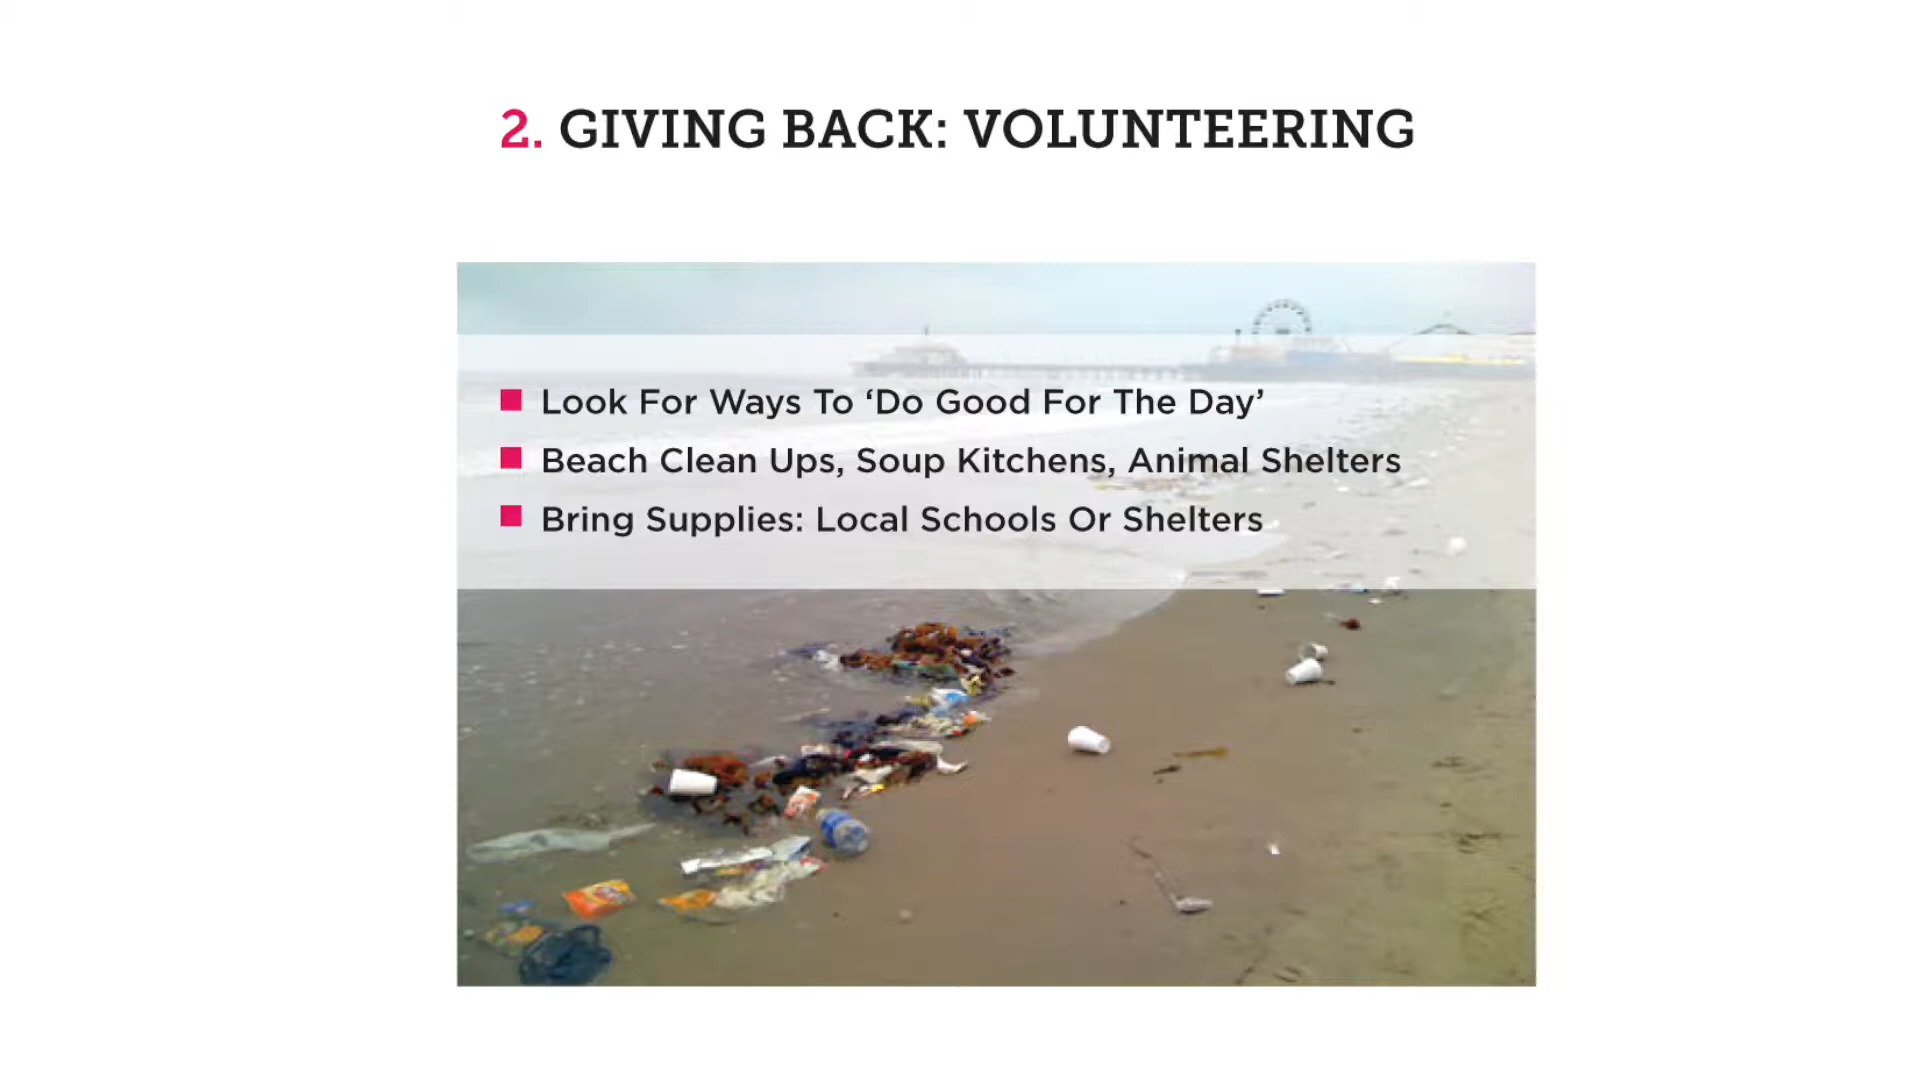 2. GIVING BACK: VOLUNTEERING
Look For Ways To ‘Do Good For The Day’
Beach Clean Ups, Soup Kitchens, Animal Shelters
Bring Supplies: Local Schools Or Shelters